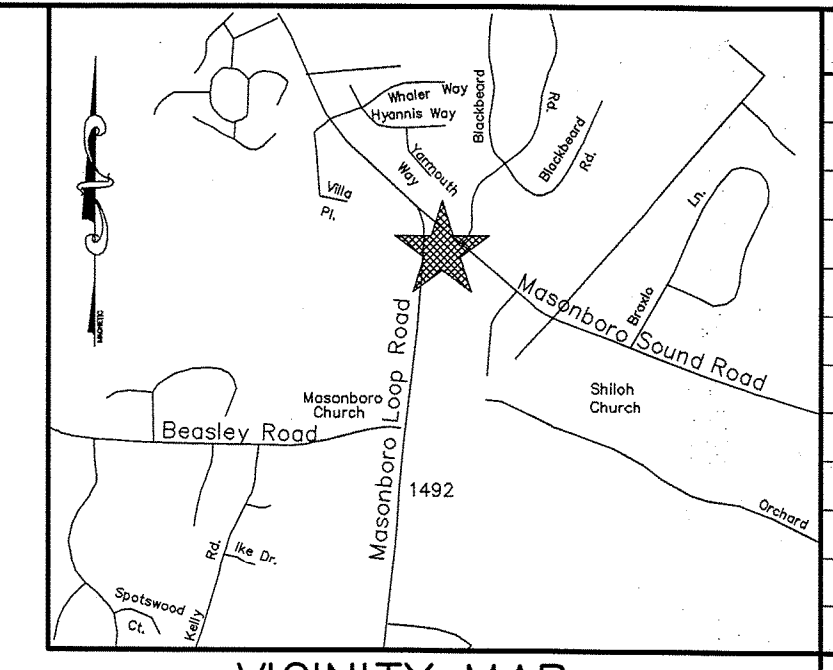 Whaler Way
Hyannis Way
Yarmouth
Way
Blackbeard
Rd.
Blackbeard
Rd.
Villa
Pl.
Ln.
Braxlo
MAGNETIC
Masonboro Sound Road
Masonboro Loop Road
Masonboro
Church
Shiloh
Church
Beasley Road
1492
Orchard
Rd.
Kelly
Ike Dr.
Spotswood
Ct.
VICINITY MAP